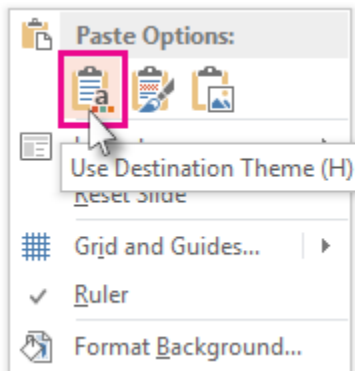 Paste Options:
a
Use Destination Theme (H)
Reset Slide
Grid and Guides...
Ruler
Format Background...